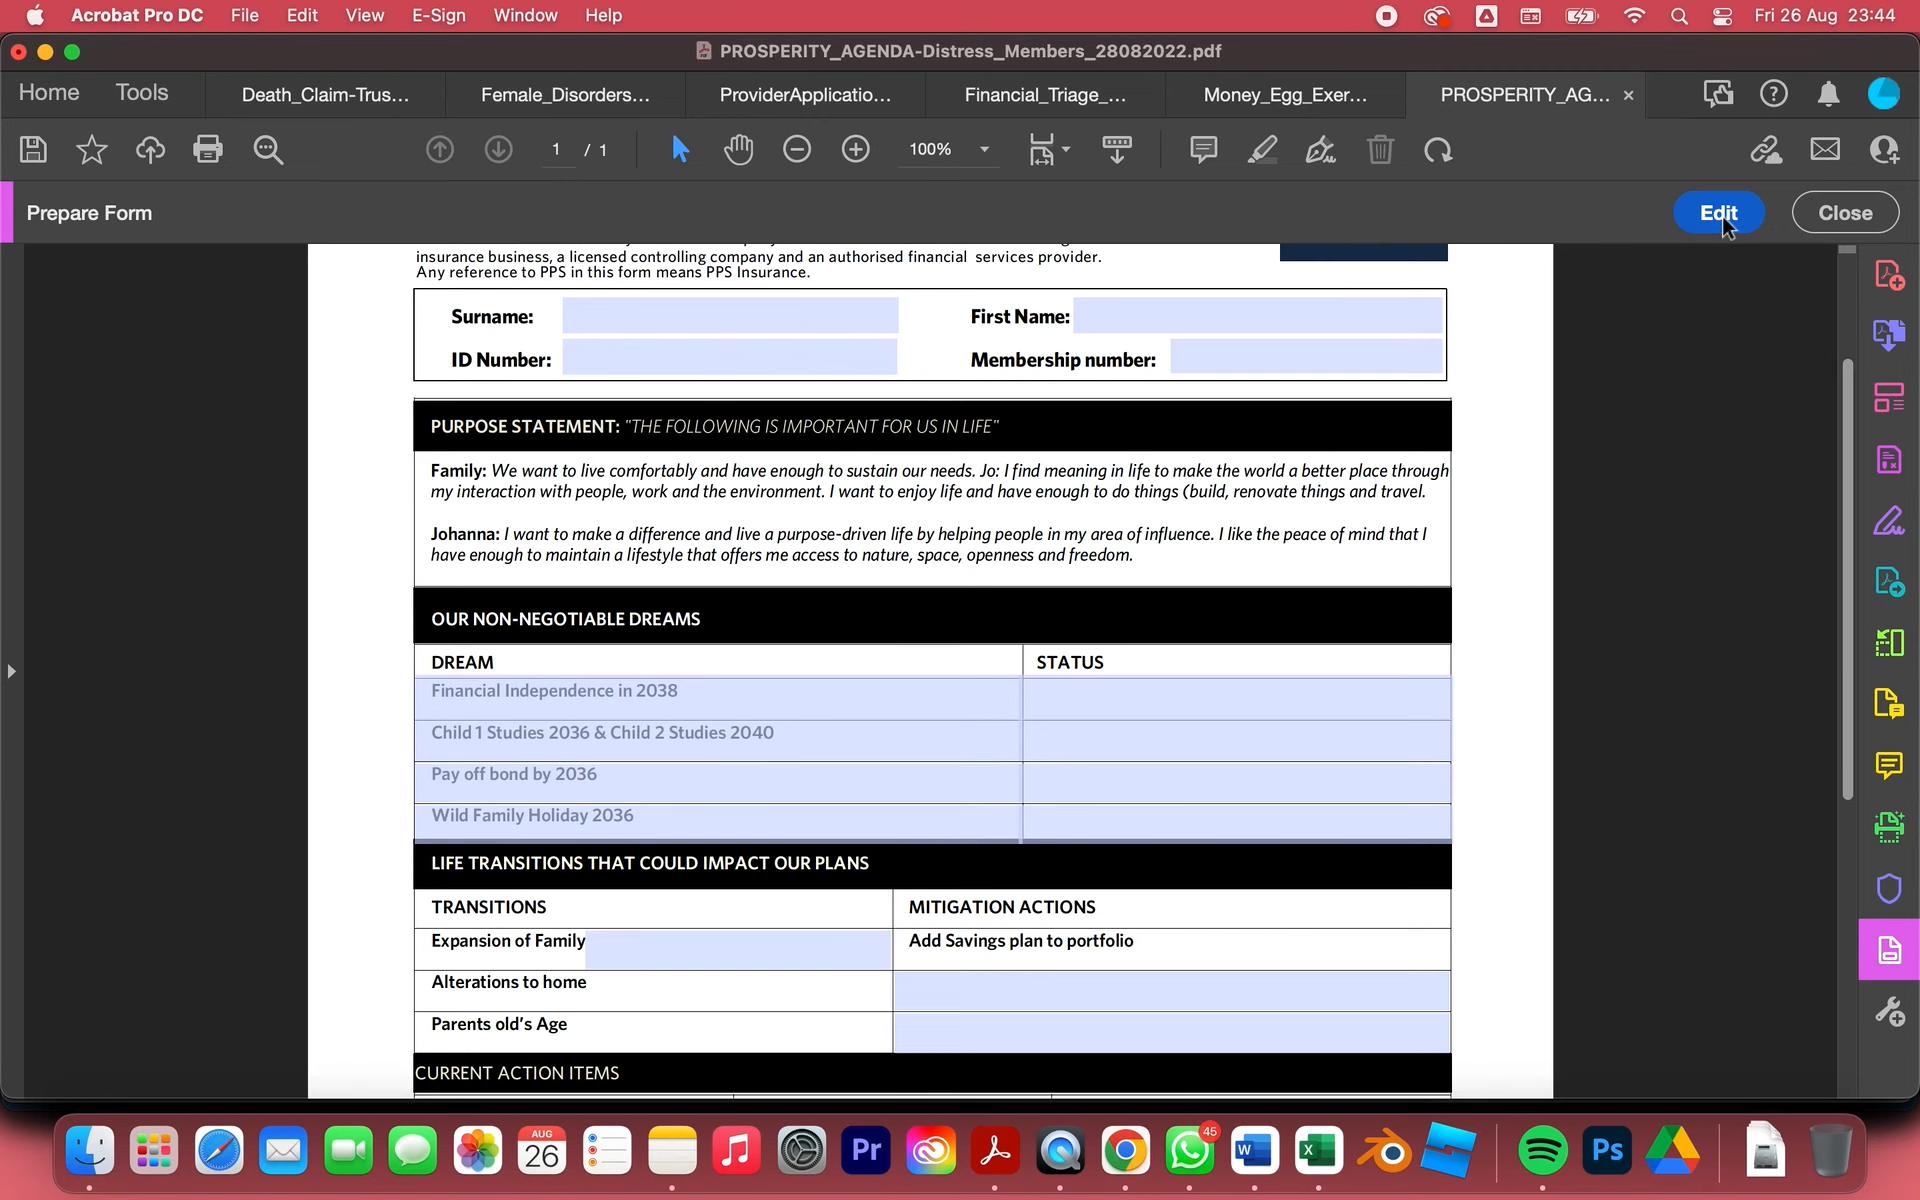 Acrobat Pro DC File Edit View E-Sign Window Help Fri 26 Aug 23:44
PROSPERITY_AGENDA-Distress_Members_28082022.pdf
Home Tools Death_Claim-Trus... Female_Disorders... ProviderApplicatio... Financial_Triage_... Money_Egg_Exer... PROSPERITY_AG...
1 / 1 100%
Prepare Form Edit Close
insurance business, a licensed controlling company and an authorised financial services provider.
Any reference to PPS in this form means PPS Insurance.
Surname: First Name:
ID Number: Membership number:
PURPOSE STATEMENT: "THE FOLLOWING IS IMPORTANT FOR US IN LIFE"
Family: We want to live comfortably and have enough to sustain our needs. Jo: I find meaning in life to make the world a better place through
my interaction with people, work and the environment. I want to enjoy life and have enough to do things (build, renovate things and travel.
Johanna: I want to make a difference and live a purpose-driven life by helping people in my area of influence. I like the peace of mind that I
have enough to maintain a lifestyle that offers me access to nature, space, openness and freedom.
OUR NON-NEGOTIABLE DREAMS
DREAM STATUS
Financial Independence in 2038
Child 1 Studies 2036 & Child 2 Studies 2040
Pay off bond by 2036
Wild Family Holiday 2036
LIFE TRANSITIONS THAT COULD IMPACT OUR PLANS
TRANSITIONS MITIGATION ACTIONS
Expansion of Family Add Savings plan to portfolio
Alterations to home
Parents old's Age
CURRENT ACTION ITEMS
AUG
26
Pr
45
W
X
Ps